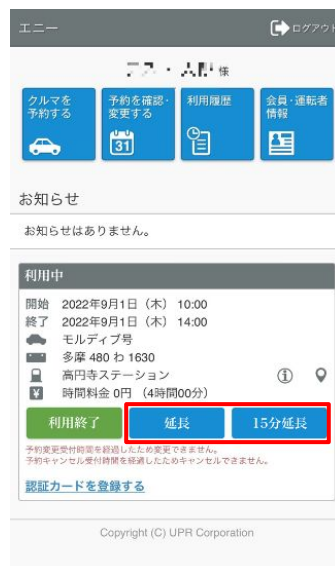 エニー
ログアウト
様
クルマを
予約する
予約を確認・
変更する
31
利用履歴
会員・運転者
情報
お知らせ
お知らせはありません。
利用中
開始 2022年9月1日（木） 10:00
終了 2022年9月1日（木） 14:00
モルディブ号
多摩 480 わ 1630
高円寺ステーション
¥ 時間料金 0円 （4時間00分）
利用終了
延長
15分延長
予約変更受付時間を経過したため変更できません。
予約キャンセル受付時間を経過したためキャンセルできません。
認証カードを登録する
Copyright (C) UPR Corporation